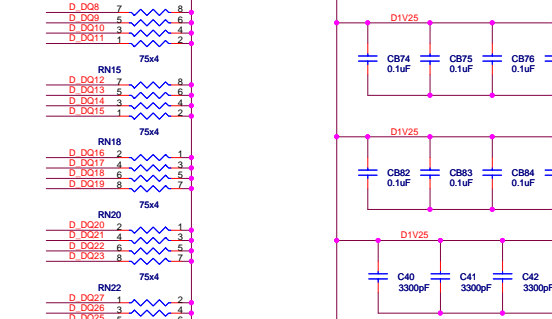 D_DQ8 7 8
D_DQ9 5 6
D_DQ10 3 4
D_DQ11 1 2
75x4
RN15
D_DQ12 7 8
D_DQ13 5 6
D_DQ14 3 4
D_DQ15 1 2
75x4
RN18
D_DQ16 2 1
D_DQ17 4 3
D_DQ18 6 5
D_DQ19 8 7
75x4
RN20
D_DQ20 2 1
D_DQ21 4 3
D_DQ22 6 5
D_DQ23 8 7
75x4
RN22
D_DQ27 1 2
D_DQ26 3 4
D_DQ25 5 6
D1V25
CB74 CB75 CB76
0.1uF 0.1uF 0.1uF
D1V25
CB82 CB83 CB84
0.1uF 0.1uF 0.1uF
D1V25
C40 C41 C42
3300pF 3300pF 3300pF